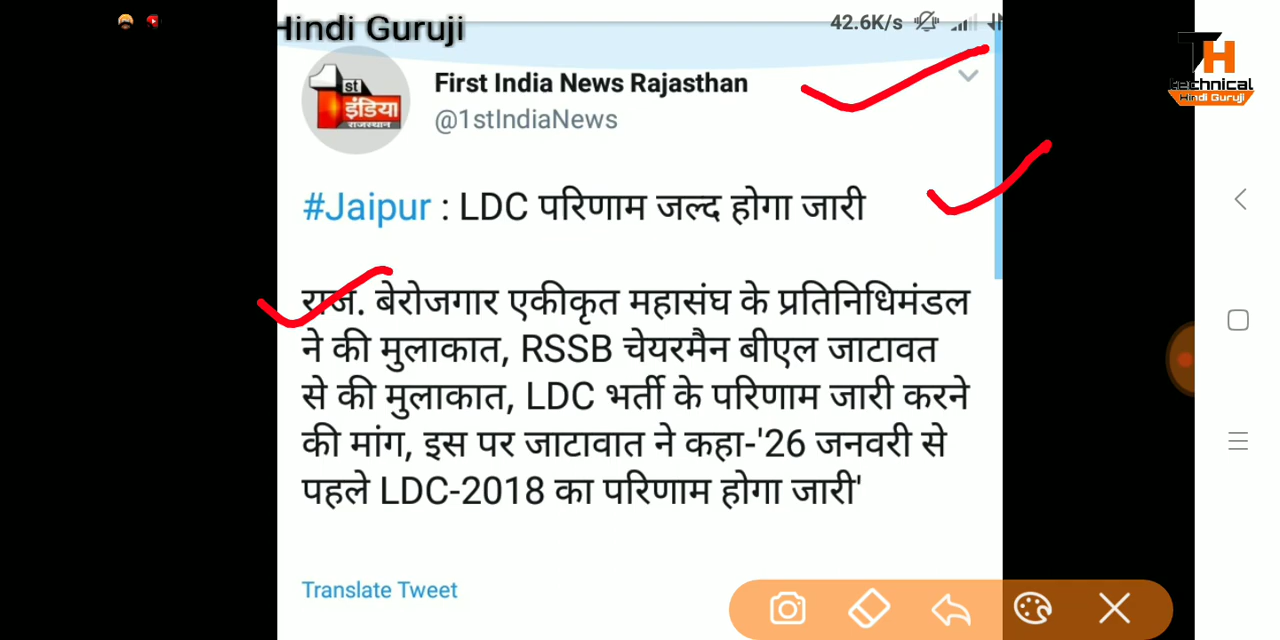 Hindi Guruji
42.6K/s
TH
Technical
Hindi Guruji
1st
इंडिया
राजस्थान
First India News Rajasthan
@1stIndiaNews
#Jaipur : LDC परिणाम जल्द होगा जारी
राज. बेरोजगार एकीकृत महासंघ के प्रतिनिधिमंडल
ने की मुलाकात, RSSB चेयरमैन बीएल जाटावत
से की मुलाकात, LDC भर्ती के परिणाम जारी करने
की मांग, इस पर जाटावात ने कहा-'26 जनवरी से
पहले LDC-2018 का परिणाम होगा जारी'
Translate Tweet